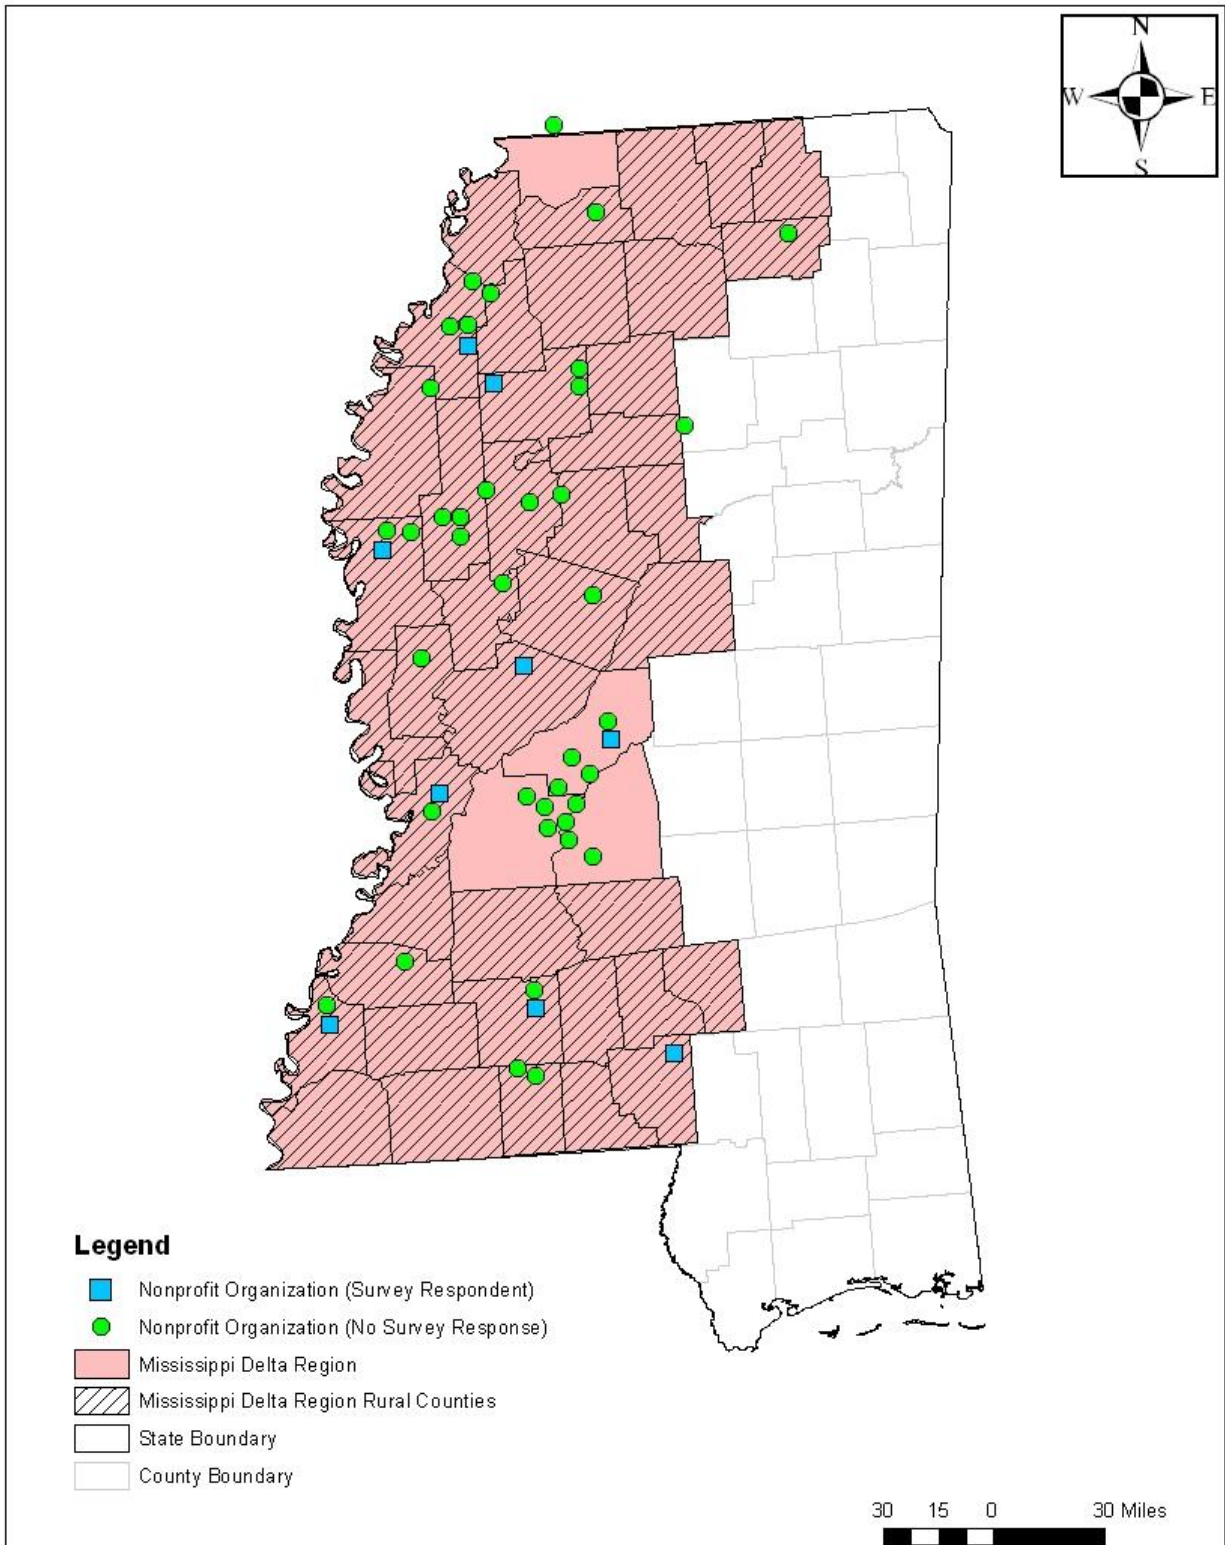 N
W E
S
Legend
Nonprofit Organization (Survey Respondent)
Nonprofit Organization (No Survey Response)
Mississippi Delta Region
Mississippi Delta Region Rural Counties
State Boundary
County Boundary
30 15 0 30 Miles